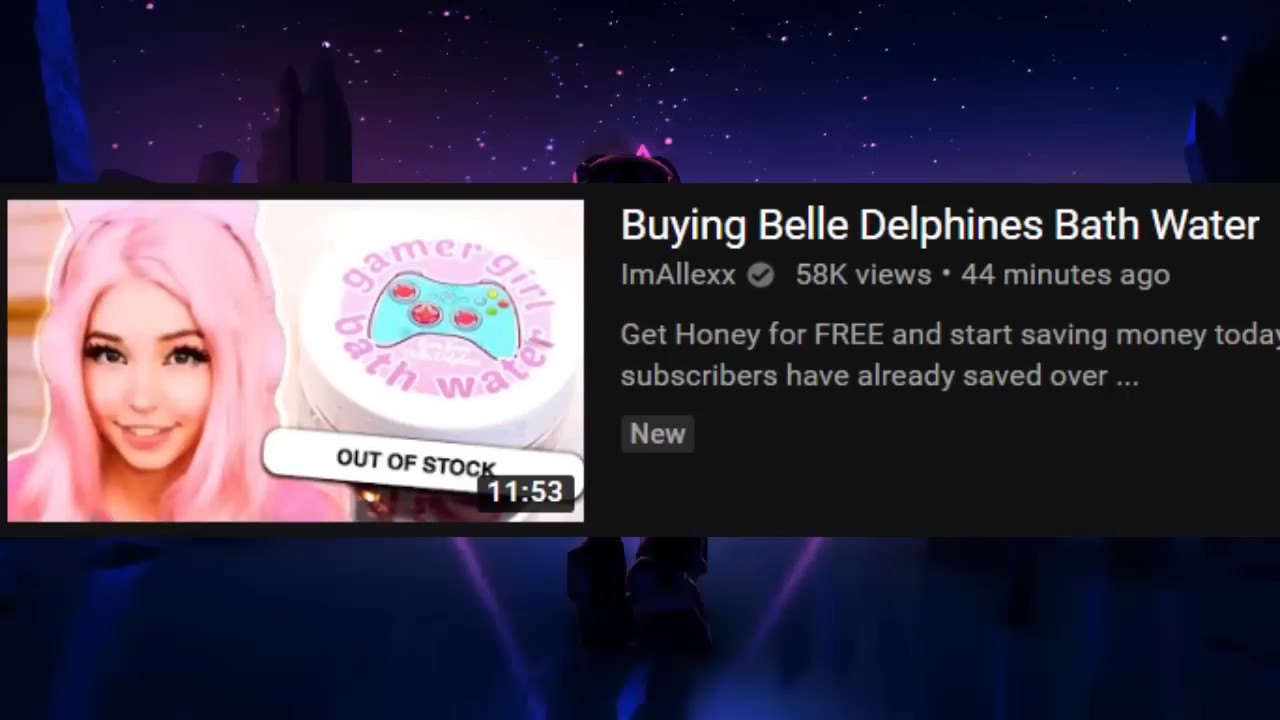 gamer girl
bath water
OUT OF STOCK
11:53
Buying Belle Delphines Bath Water
ImAllexx 58K views • 44 minutes ago
Get Honey for FREE and start saving money today
subscribers have already saved over ...
New